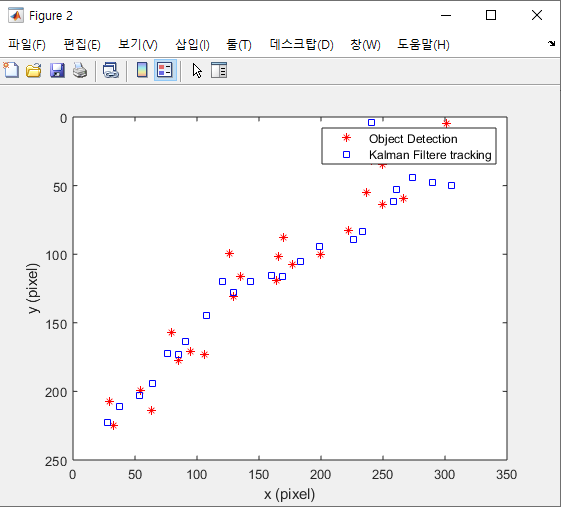 Figure 2
파일(F) 편집(E) 보기(V) 삽입(I) 툴(T) 데스크탑(D) 창(W) 도움말(H)
Object Detection
Kalman Filtere tracking
0
50
100
150
200
250
y (pixel)
0 50 100 150 200 250 300 350
x (pixel)